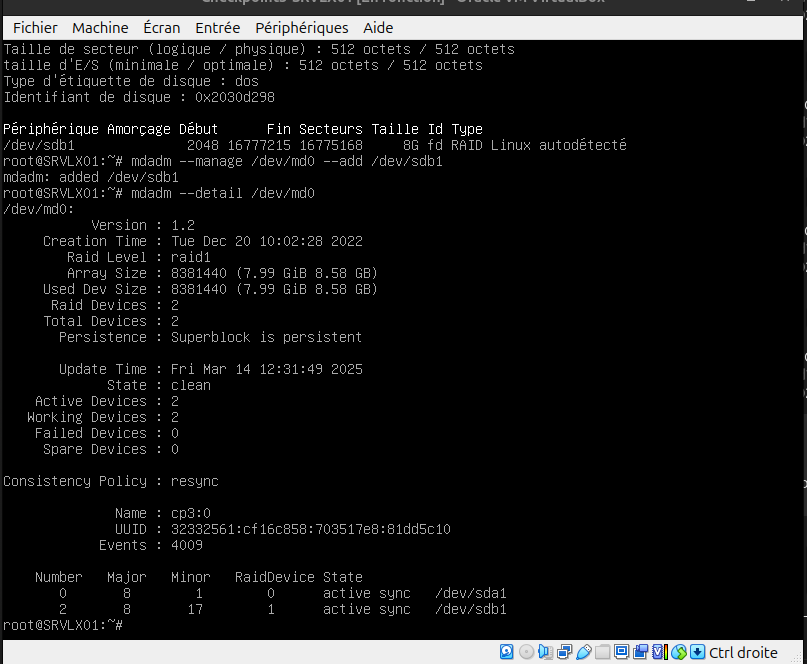 Fichier Machine Écran Entrée Périphériques Aide
Taille de secteur (logique / physique) : 512 octets / 512 octets
taille d'E/S (minimale / optimale) : 512 octets / 512 octets
Type d'étiquette de disque : dos
Identifiant de disque : 0x2030d298
Périphérique Amorçage Début Fin Secteurs Taille Id Type
/dev/sdb1 2048 16777215 16775168 8G fd RAID Linux autodétecté
root@SRVLX01:~# mdadm --manage /dev/md0 --add /dev/sdb1
mdadm: added /dev/sdb1
root@SRVLX01:~# mdadm --detail /dev/md0
/dev/md0:
Version : 1.2
Creation Time : Tue Dec 20 10:02:28 2022
Raid Level : raid1
Array Size : 8381440 (7.99 GiB 8.58 GB)
Used Dev Size : 8381440 (7.99 GiB 8.58 GB)
Raid Devices : 2
Total Devices : 2
Persistence : Superblock is persistent
Update Time : Fri Mar 14 12:31:49 2025
State : clean
Active Devices : 2
Working Devices : 2
Failed Devices : 0
Spare Devices : 0
Consistency Policy : resync
Name : cp3:0
UUID : 32332561:cf16c858:703517e8:81dd5c10
Events : 4009
Number Major Minor RaidDevice State
0 8 1 0 active sync /dev/sda1
2 8 17 1 active sync /dev/sdb1
root@SRVLX01:~#
Ctrl droite